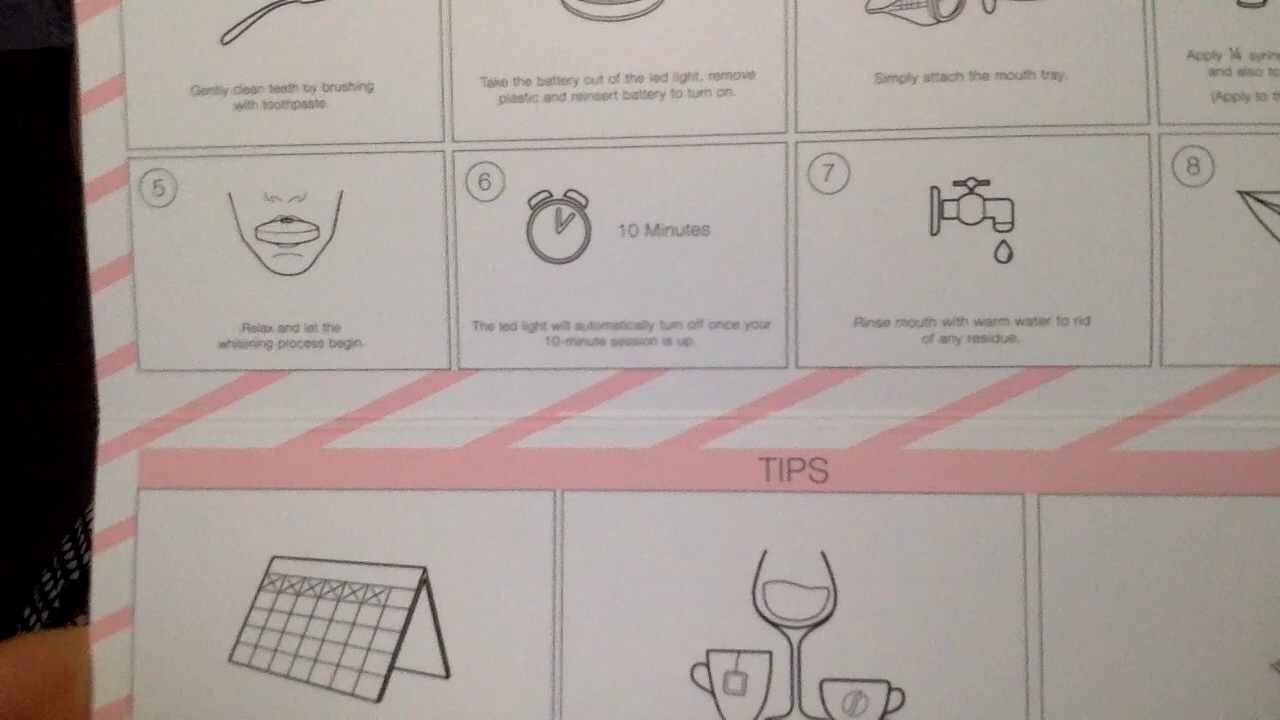 Gently clean teeth by brushing
with toothpaste.
Take the battery out of the led light, remove
plastic and reinsert battery to turn on.
Simply attach the mouth tray.
Apply ¼
and also to
(Apply to
5
Relax and let the
whitening process begin.
6
10 Minutes
The led light will automatically turn off once your
10-minute session is up.
7
Rinse mouth with warm water to rid
of any residue.
8
TIPS